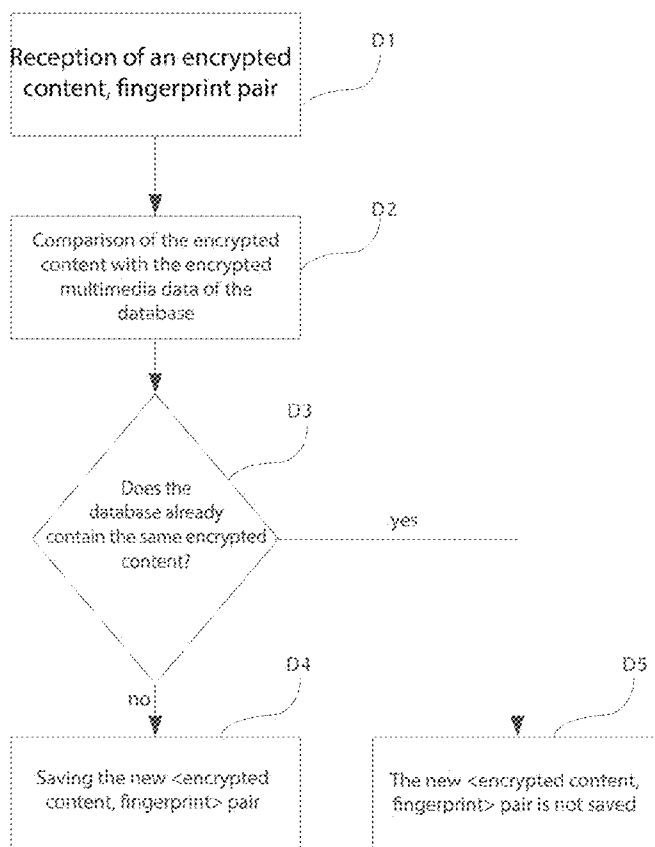 Reception of an encrypted
content, fingerprint pair
D1
D2
Comparison of the encrypted
content with the encrypted
multimedia data of the
database
D3
Does the
database already
contain the same encrypted
content?
yes
no
D4
D5
Saving the new <encrypted
content, fingerprint> pair
The new <encrypted content,
fingerprint> pair is not saved